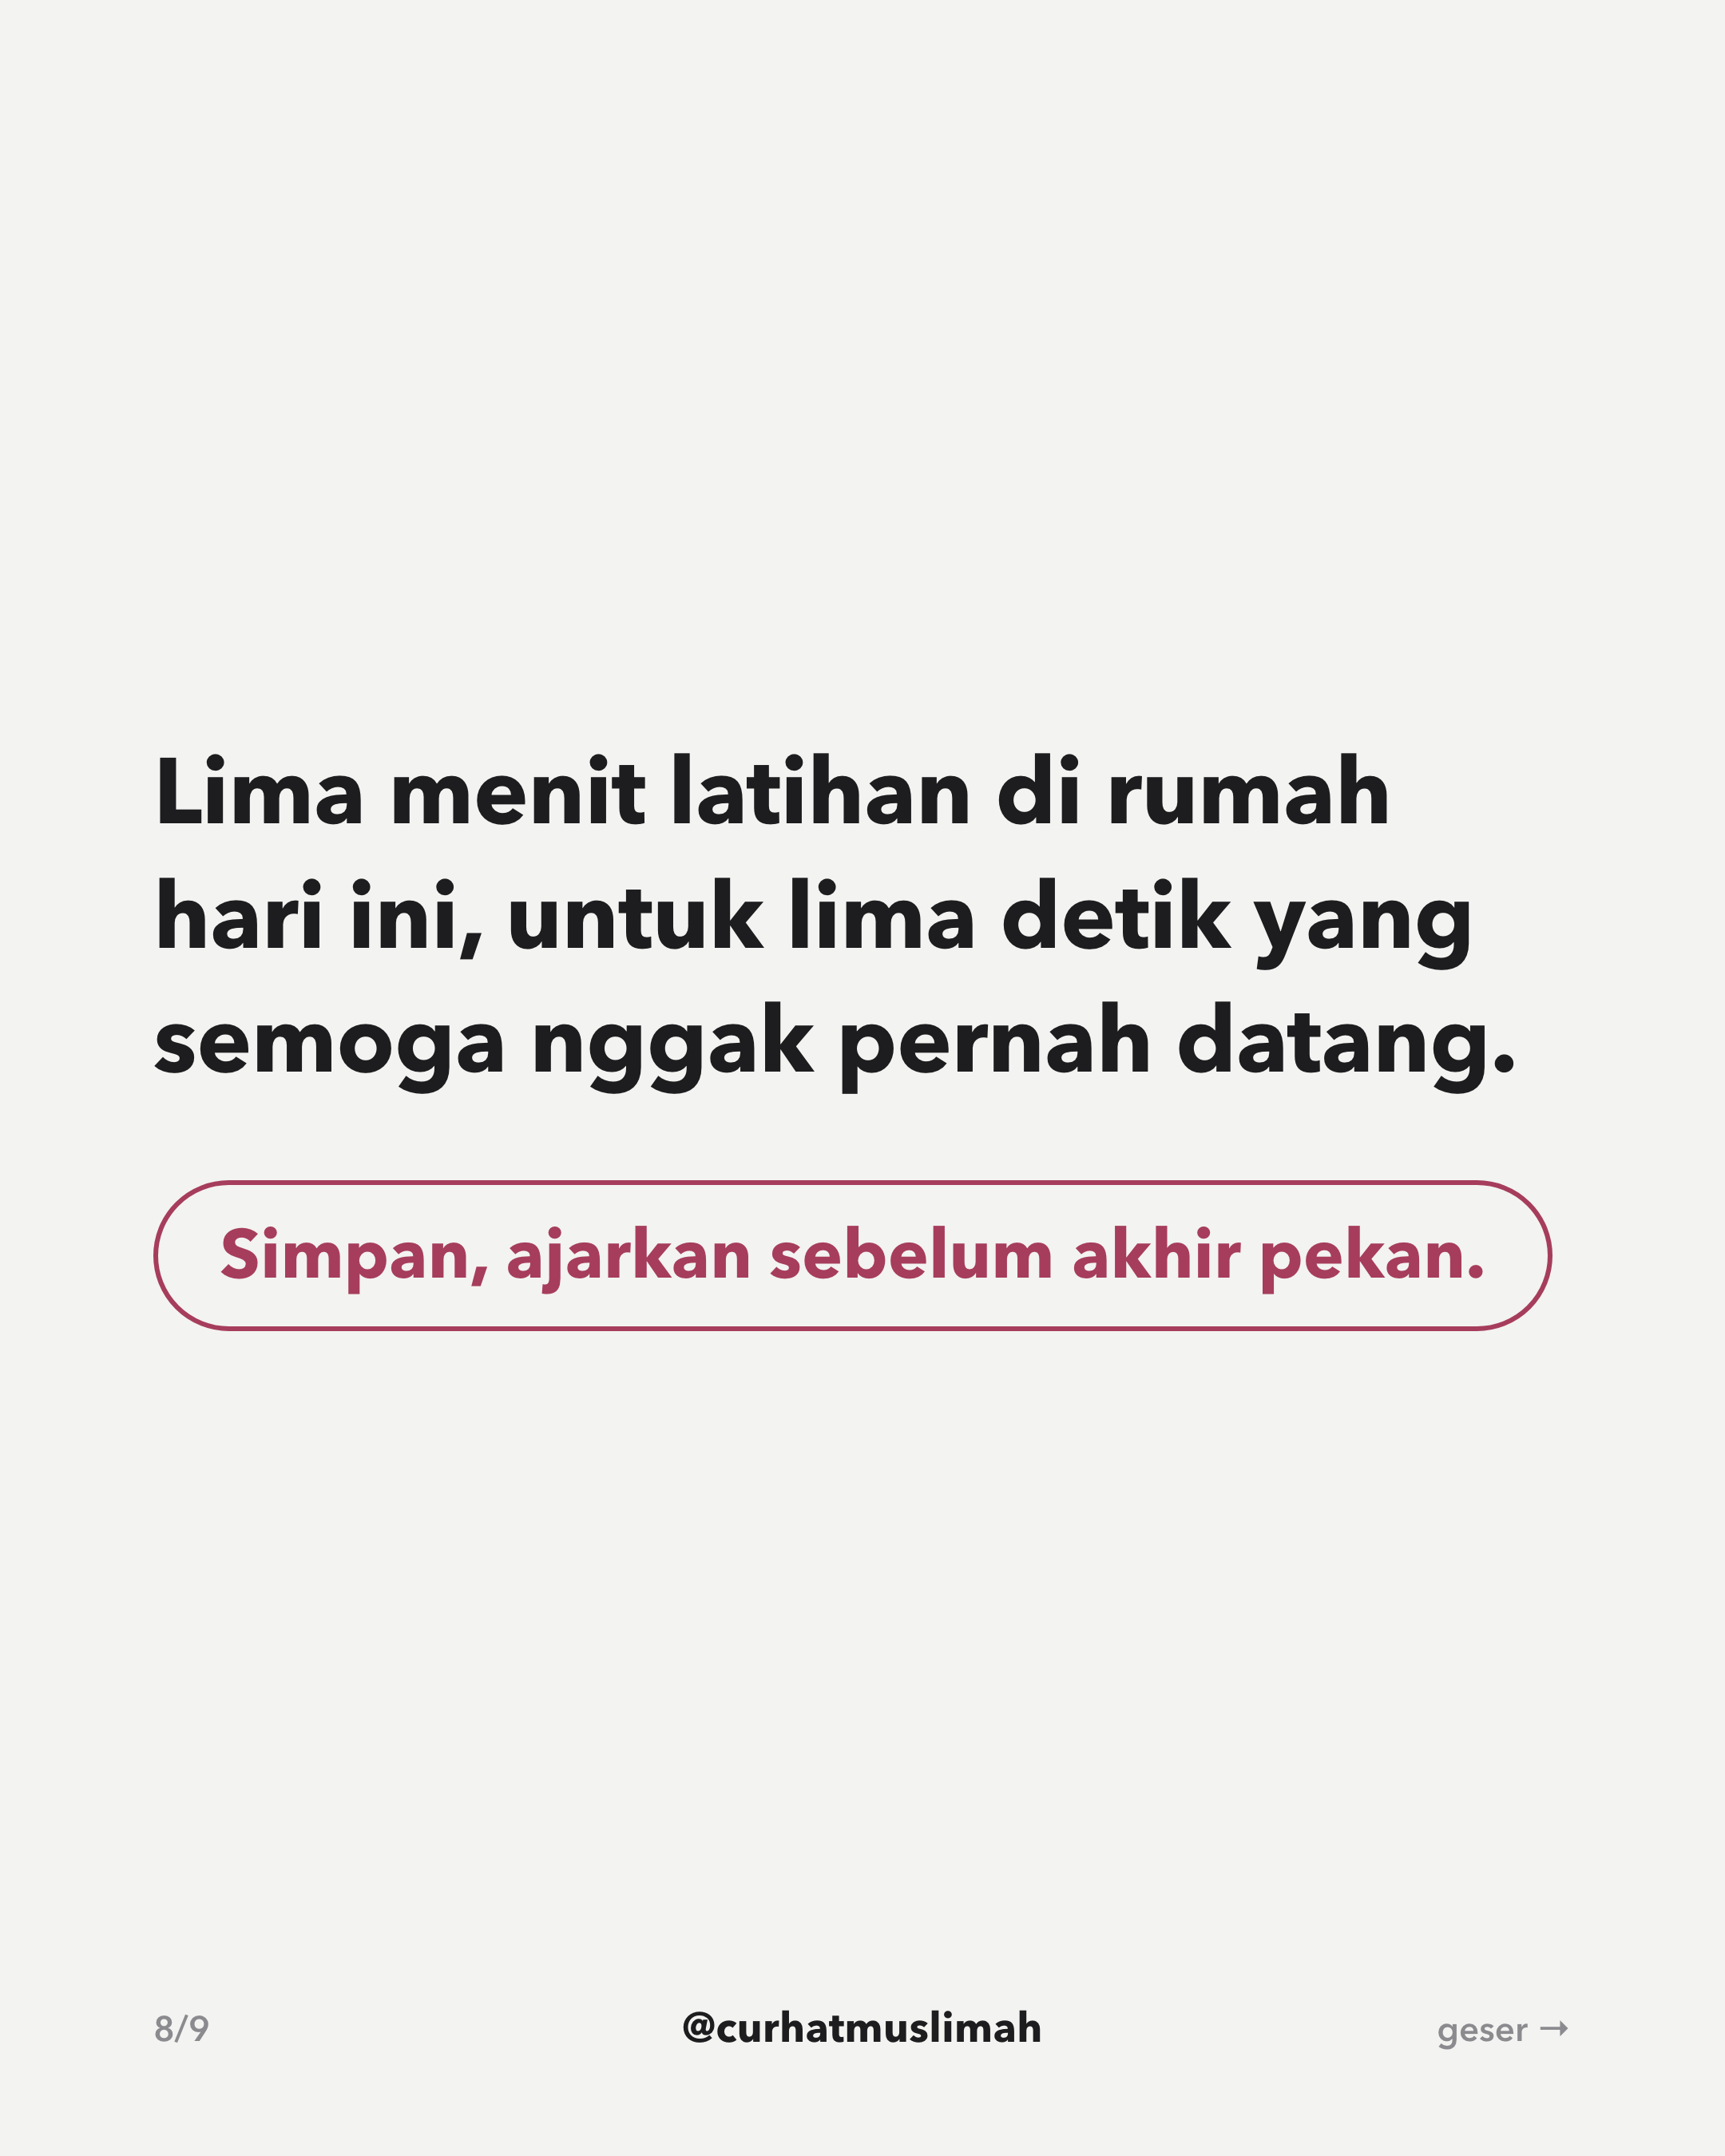 Lima menit latihan di rumah
hari ini, untuk lima detik yang
semoga nggak pernah datang.
Simpan, ajarkan sebelum akhir pekan.
8/9
@curhatmuslimah
geser →